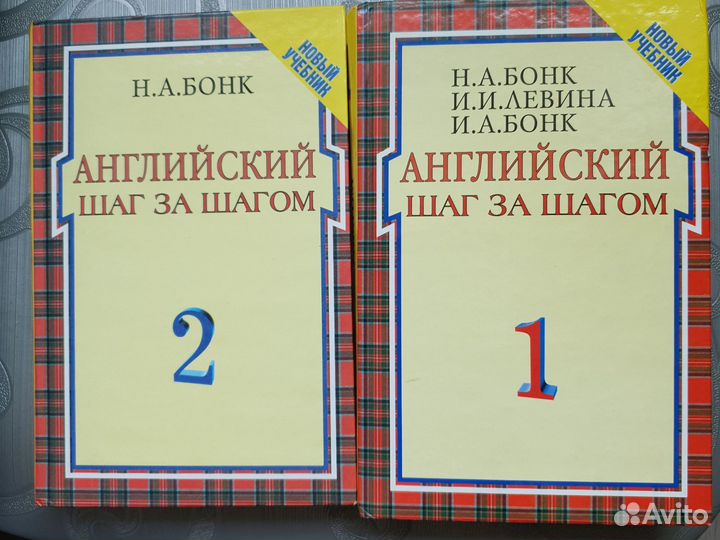 НОВЫЙ
УЧЕБНИК
Н.А.БОНК
АНГЛИЙСКИЙ
ШАГ ЗА ШАГОМ
2
НОВЫЙ
УЧЕБНИК
Н.А.БОНК
И.И.ЛЕВИНА
И.А.БОНК
АНГЛИЙСКИЙ
ШАГ ЗА ШАГОМ
1
Avito